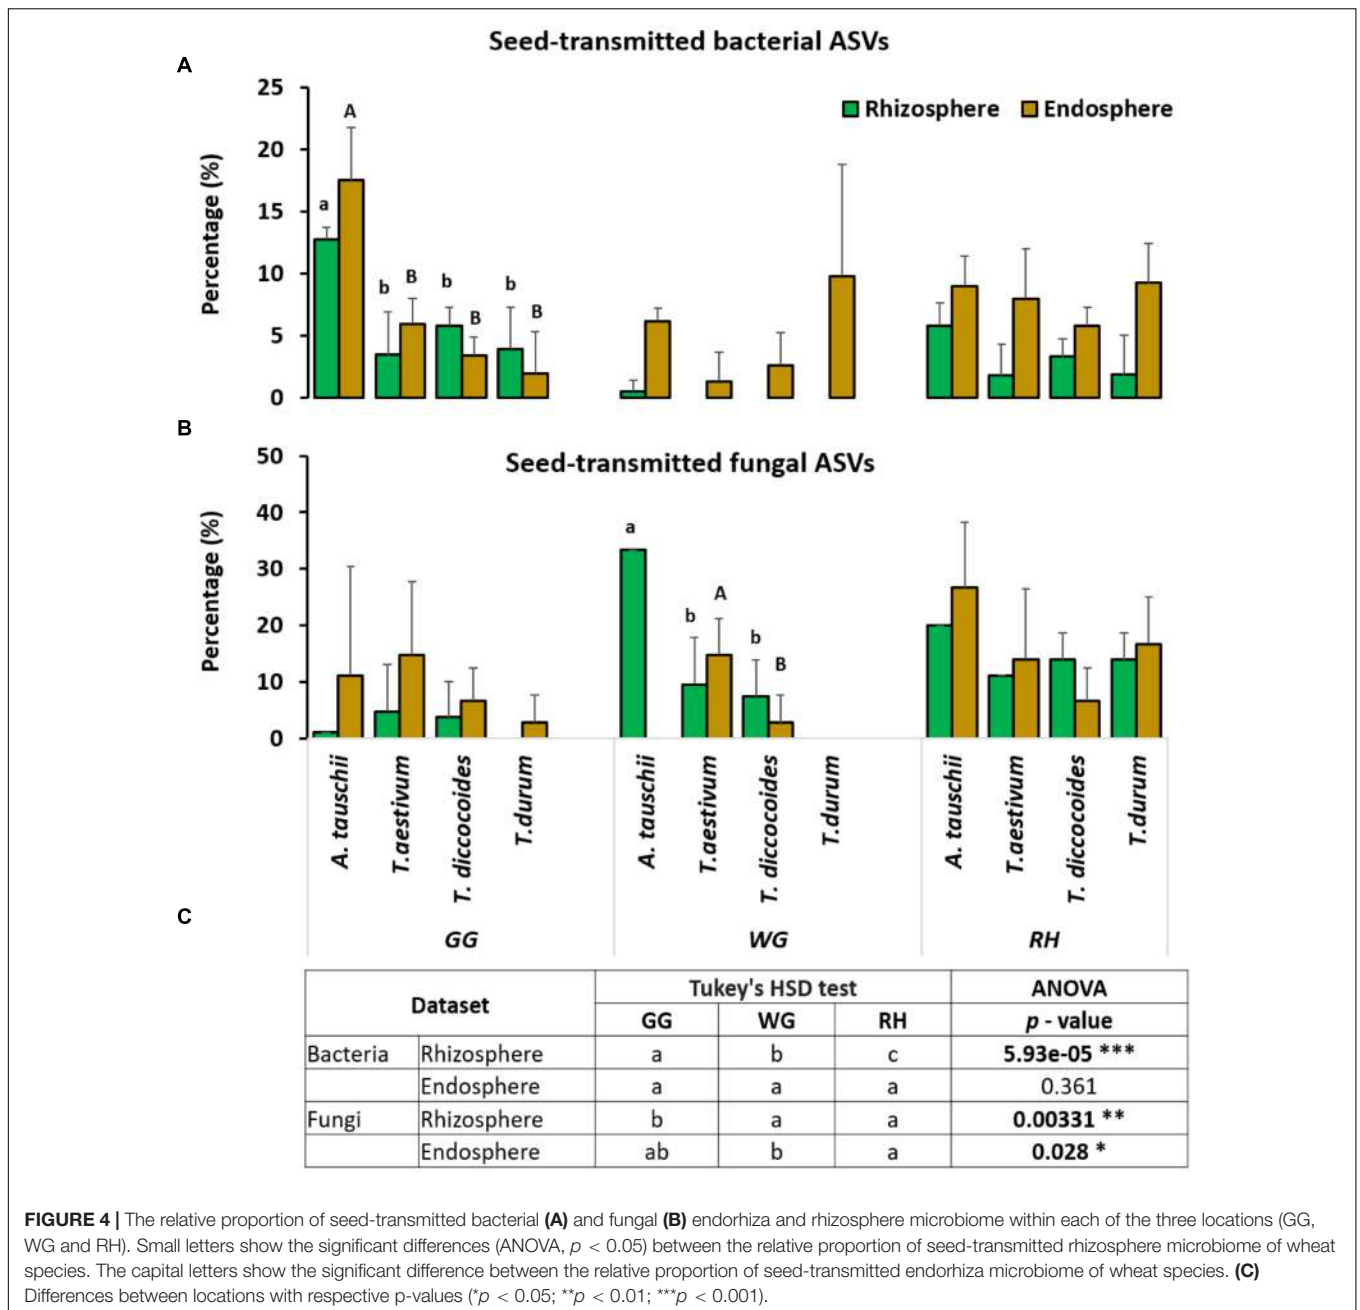 Seed-transmitted bacterial ASVs
A
25
20
15
10
5
0
Percentage (%)
Rhizosphere Endosphere
a A b B b B b B
B
Seed-transmitted fungal ASVs
50
40
30
20
10
0
Percentage (%)
a b A b B
A. tauschii T.aestivum T. diccocoides T.durum A. tauschii T.aestivum T. diccocoides T.durum A. tauschii T.aestivum T. diccocoides T.durum
GG WG RH
C
Dataset Tukey's HSD test ANOVA
GG WG RH p - value
Bacteria Rhizosphere a b c 5.93e-05 ***
Endosphere a a a 0.361
Fungi Rhizosphere b a a 0.00331 **
Endosphere ab b a 0.028 *
FIGURE 4 | The relative proportion of seed-transmitted bacterial (A) and fungal (B) endorhiza and rhizosphere microbiome within each of the three locations (GG,
WG and RH). Small letters show the significant differences (ANOVA, p < 0.05) between the relative proportion of seed-transmitted rhizosphere microbiome of wheat
species. The capital letters show the significant difference between the relative proportion of seed-transmitted endorhiza microbiome of wheat species. (C)
Differences between locations with respective p-values (*p < 0.05; **p < 0.01; ***p < 0.001).